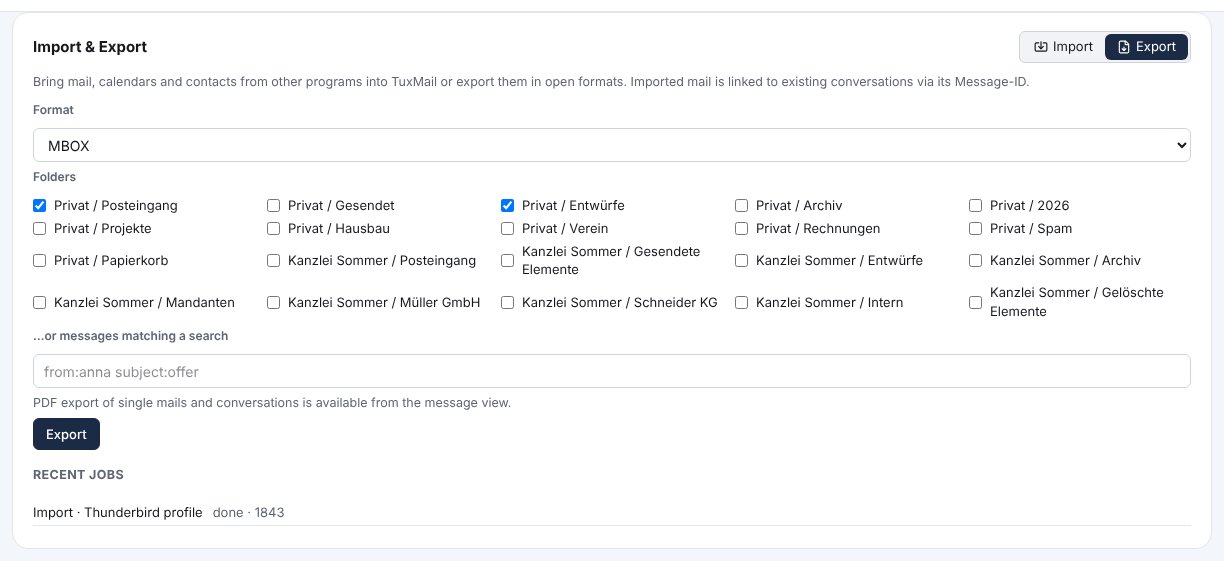 Import & Export
Import
Export
Bring mail, calendars and contacts from other programs into TuxMail or export them in open formats. Imported mail is linked to existing conversations via its Message-ID.
Format
MBOX
Folders
Privat / Posteingang
Privat / Gesendet
Privat / Entwürfe
Privat / Archiv
Privat / 2026
Privat / Projekte
Privat / Hausbau
Privat / Verein
Privat / Rechnungen
Privat / Spam
Privat / Papierkorb
Kanzlei Sommer / Posteingang
Kanzlei Sommer / Gesendete
Elemente
Kanzlei Sommer / Entwürfe
Kanzlei Sommer / Archiv
Kanzlei Sommer / Mandanten
Kanzlei Sommer / Müller GmbH
Kanzlei Sommer / Schneider KG
Kanzlei Sommer / Intern
Kanzlei Sommer / Gelöschte
Elemente
...or messages matching a search
from:anna subject:offer
PDF export of single mails and conversations is available from the message view.
Export
RECENT JOBS
Import · Thunderbird profile done · 1843